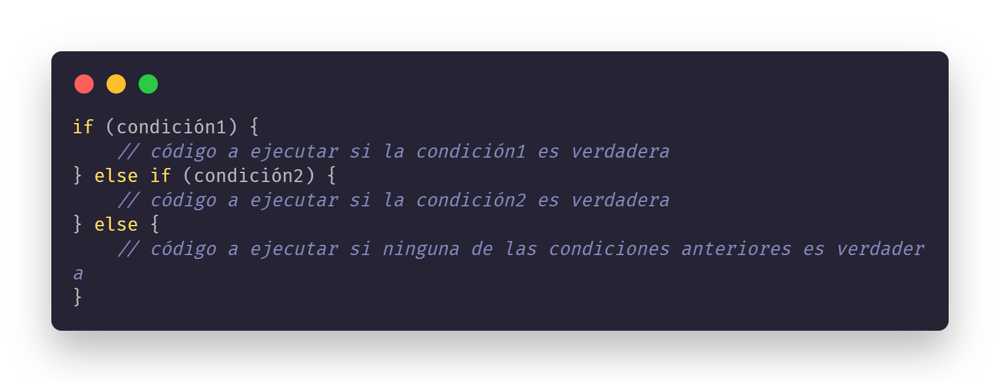 if (condición1) {
    // código a ejecutar si la condición1 es verdadera
} else if (condición2) {
    // código a ejecutar si la condición2 es verdadera
} else {
    // código a ejecutar si ninguna de las condiciones anteriores es verdader
a
}